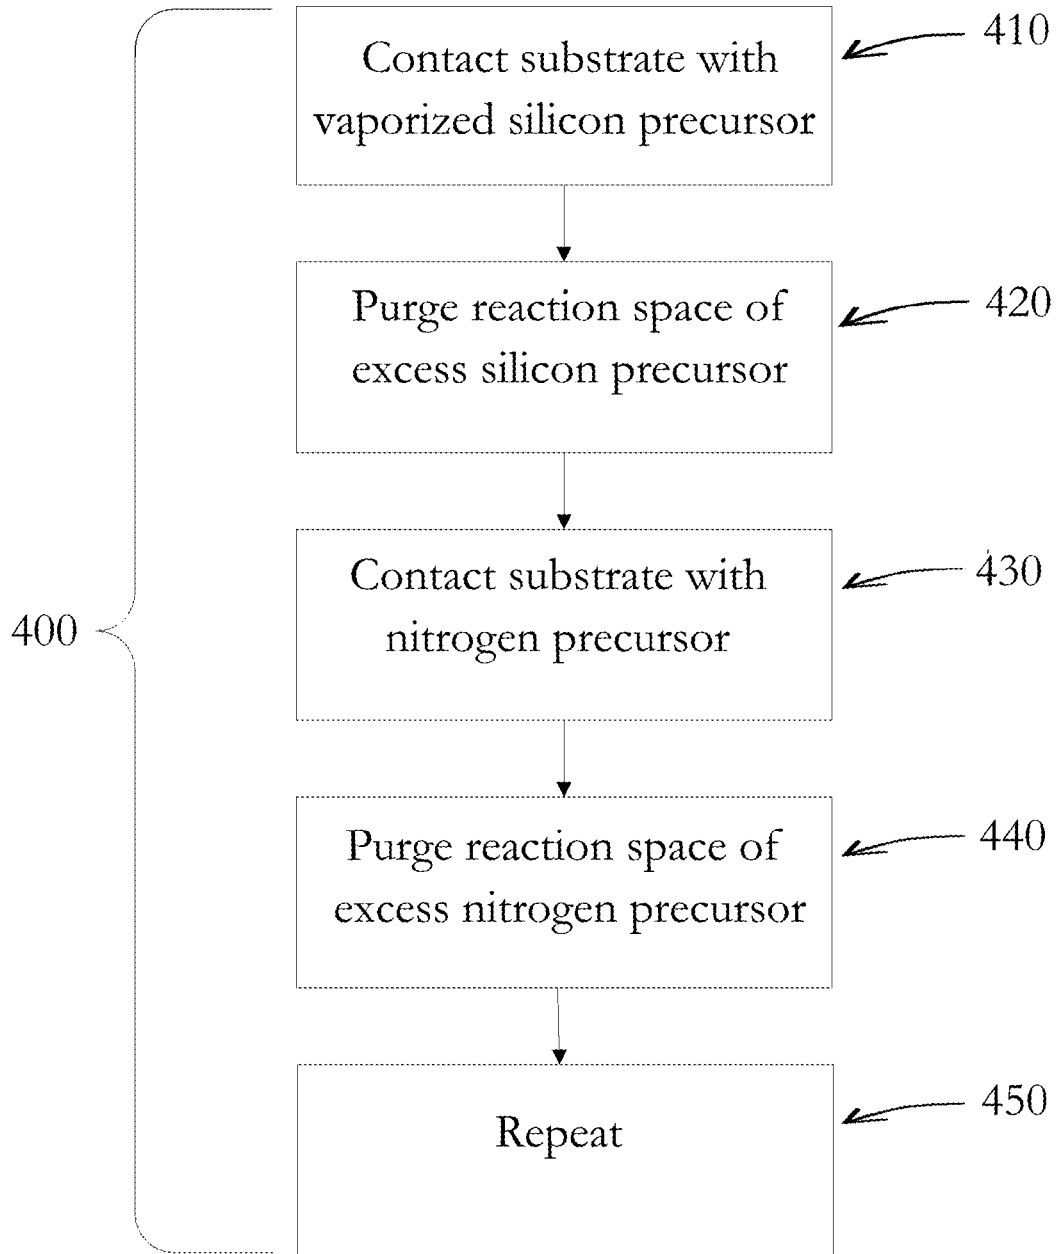 410
Contact substrate with
vaporized silicon precursor
420
Purge reaction space of
excess silicon precursor
430
Contact substrate with
nitrogen precursor
400
440
Purge reaction space of
excess nitrogen precursor
450
Repeat